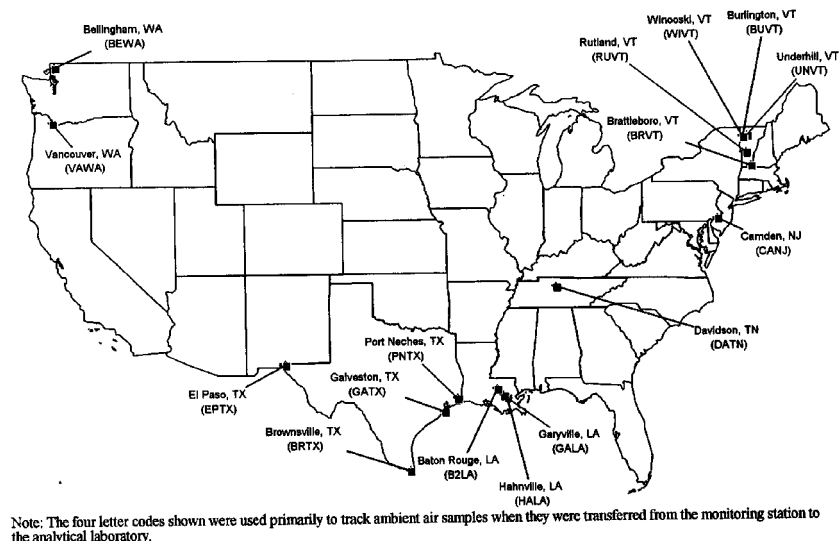 Bellingham, WA
(BEWA)
Vancouver, WA
(VAWA)
Winooski, VT
(WIVT)
Burlington, VT
(BUVT)
Rutland, VT
(RUVT)
Underhill, VT
(UNVT)
Brattleboro, VT
(BRVT)
Camden, NJ
(CANJ)
Davidson, TN
(DATN)
Port Neches, TX
(PNTX)
El Paso, TX
(EPTX)
Galveston, TX
(GATX)
Brownsville, TX
(BRTX)
Baton Rouge, LA
(B2LA)
Garyville, LA
(GALA)
Hahnville, LA
(HALA)
Note: The four letter codes shown were used primarily to track ambient air samples when they were transferred from the monitoring station to
the analytical laboratory.